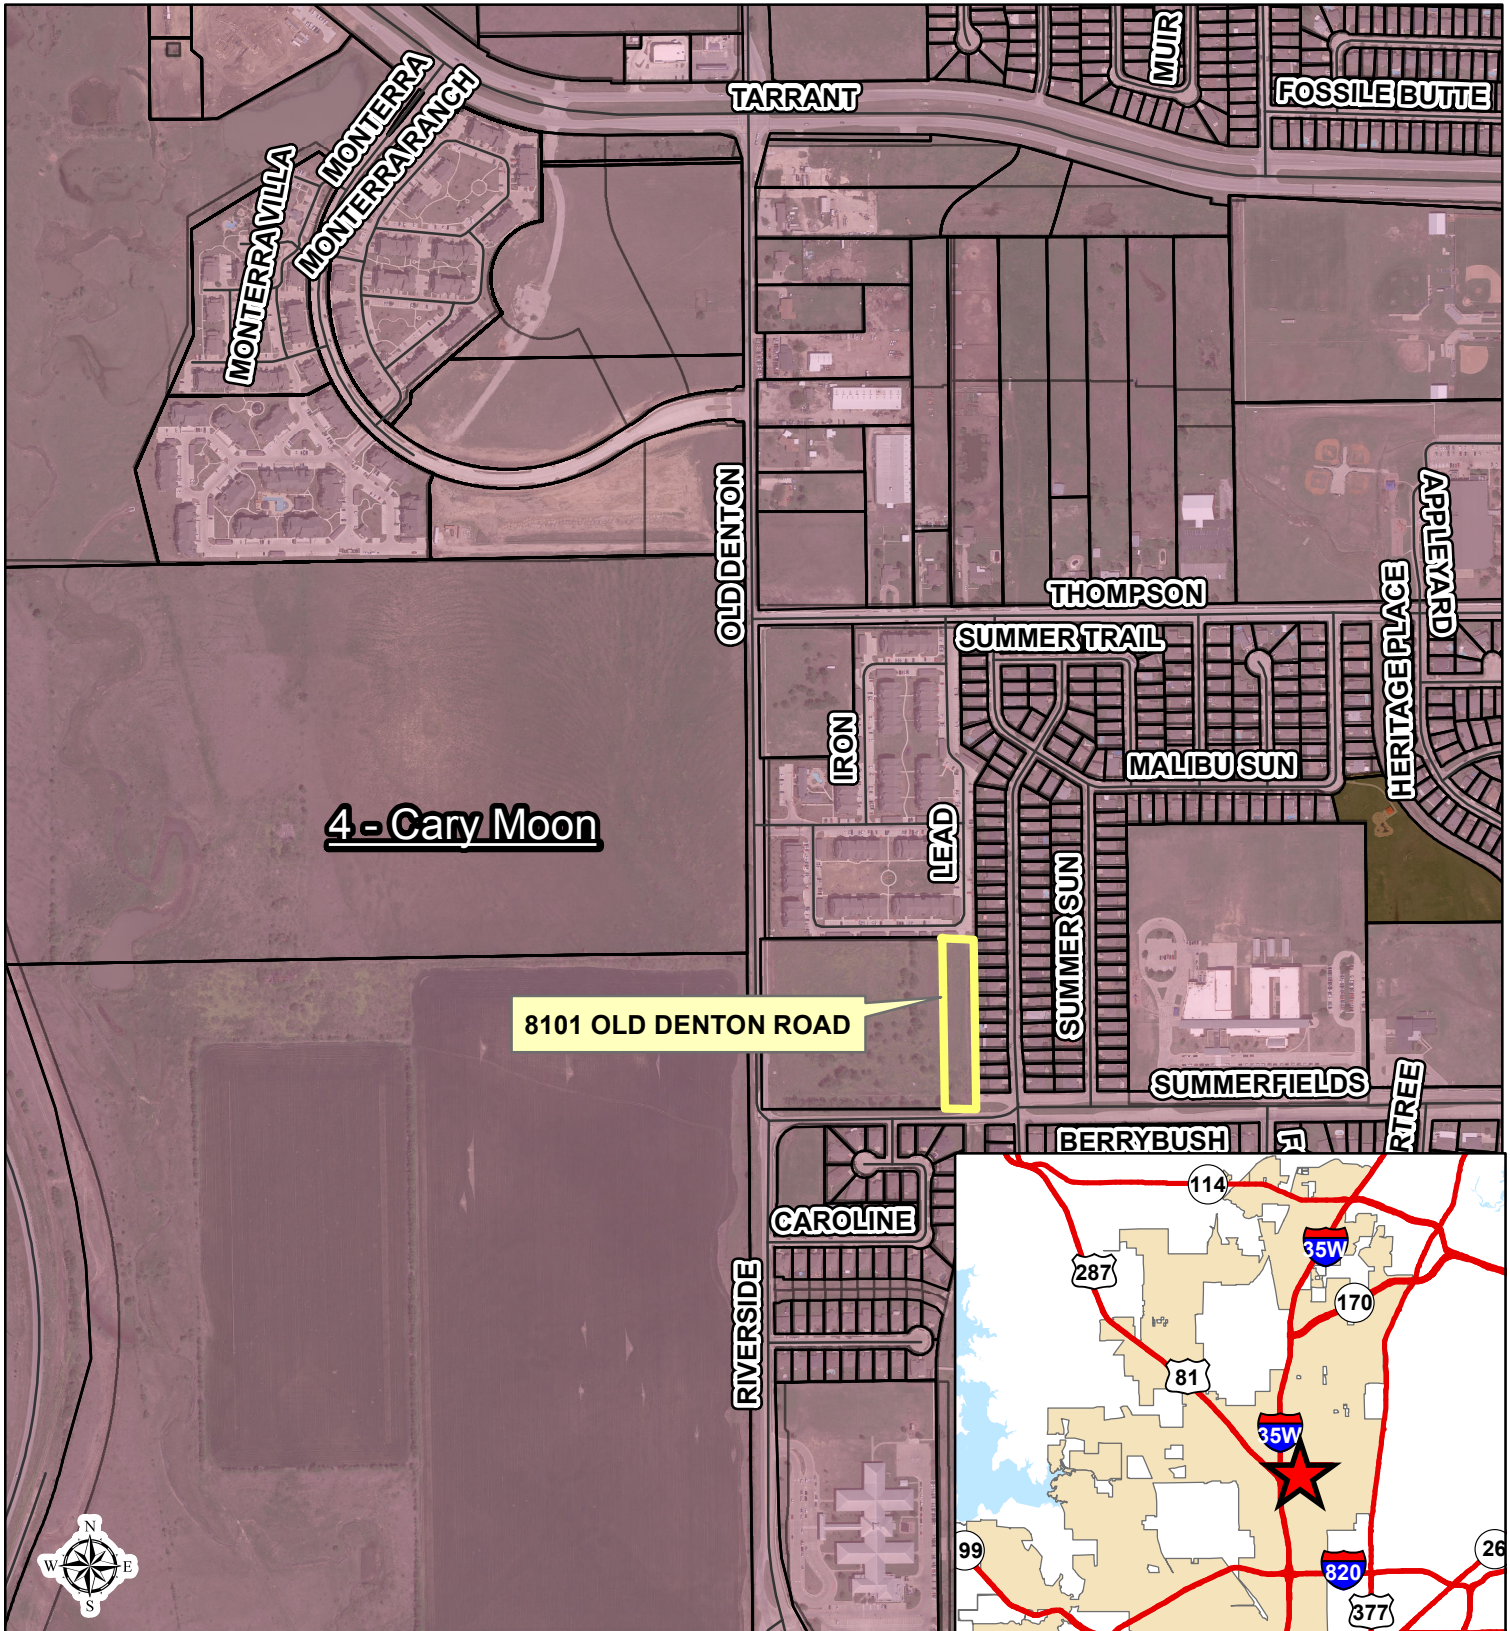 MUIR
FOSSILE BUTTE
TARRANT
MONTERRA
MONTERRA RANCH
MONTERRA VILLA
OLD DENTON
APPLEYARD
THOMPSON
HERITAGE PLACE
SUMMER TRAIL
IRON
MALIBU SUN
4 - Cary Moon
LEAD
SUMMER SUN
8101 OLD DENTON ROAD
SUMMERFIELDS
BERRYBUSH
CAROLINE
RIVERSIDE
114
35W
287
170
81
35W
99
820
26
377
N
W
E
S